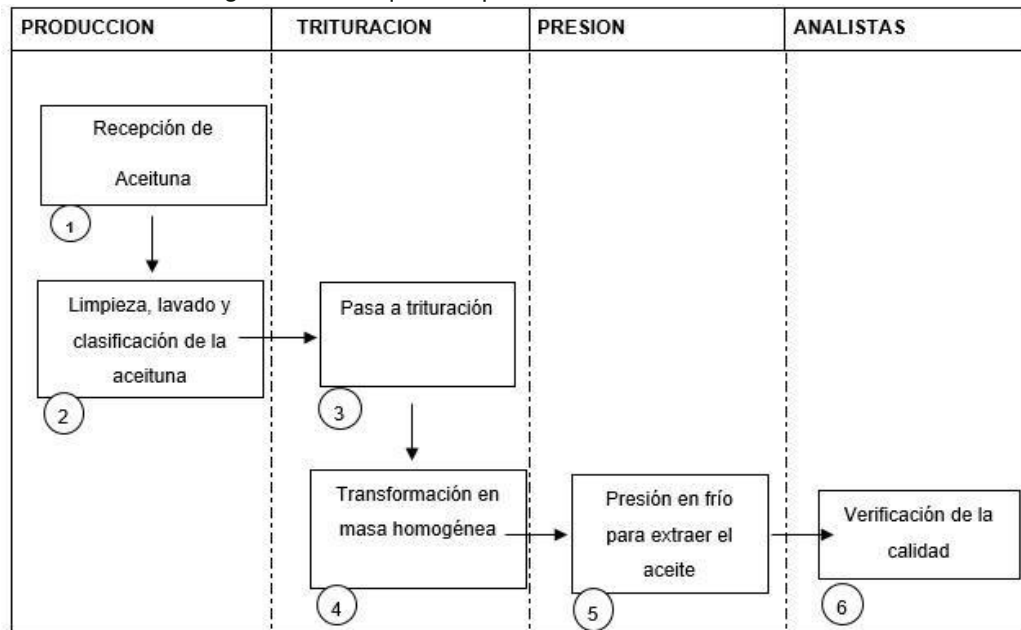 PRODUCCION
TRITURACION
PRESION
ANALISTAS
Recepción de
Aceituna
1
Limpieza, lavado y
clasificación de la
aceituna
2
Pasa a trituración
3
Transformación en
masa homogénea
4
Presión en frío
para extraer el
aceite
5
Verificación de la
calidad
6